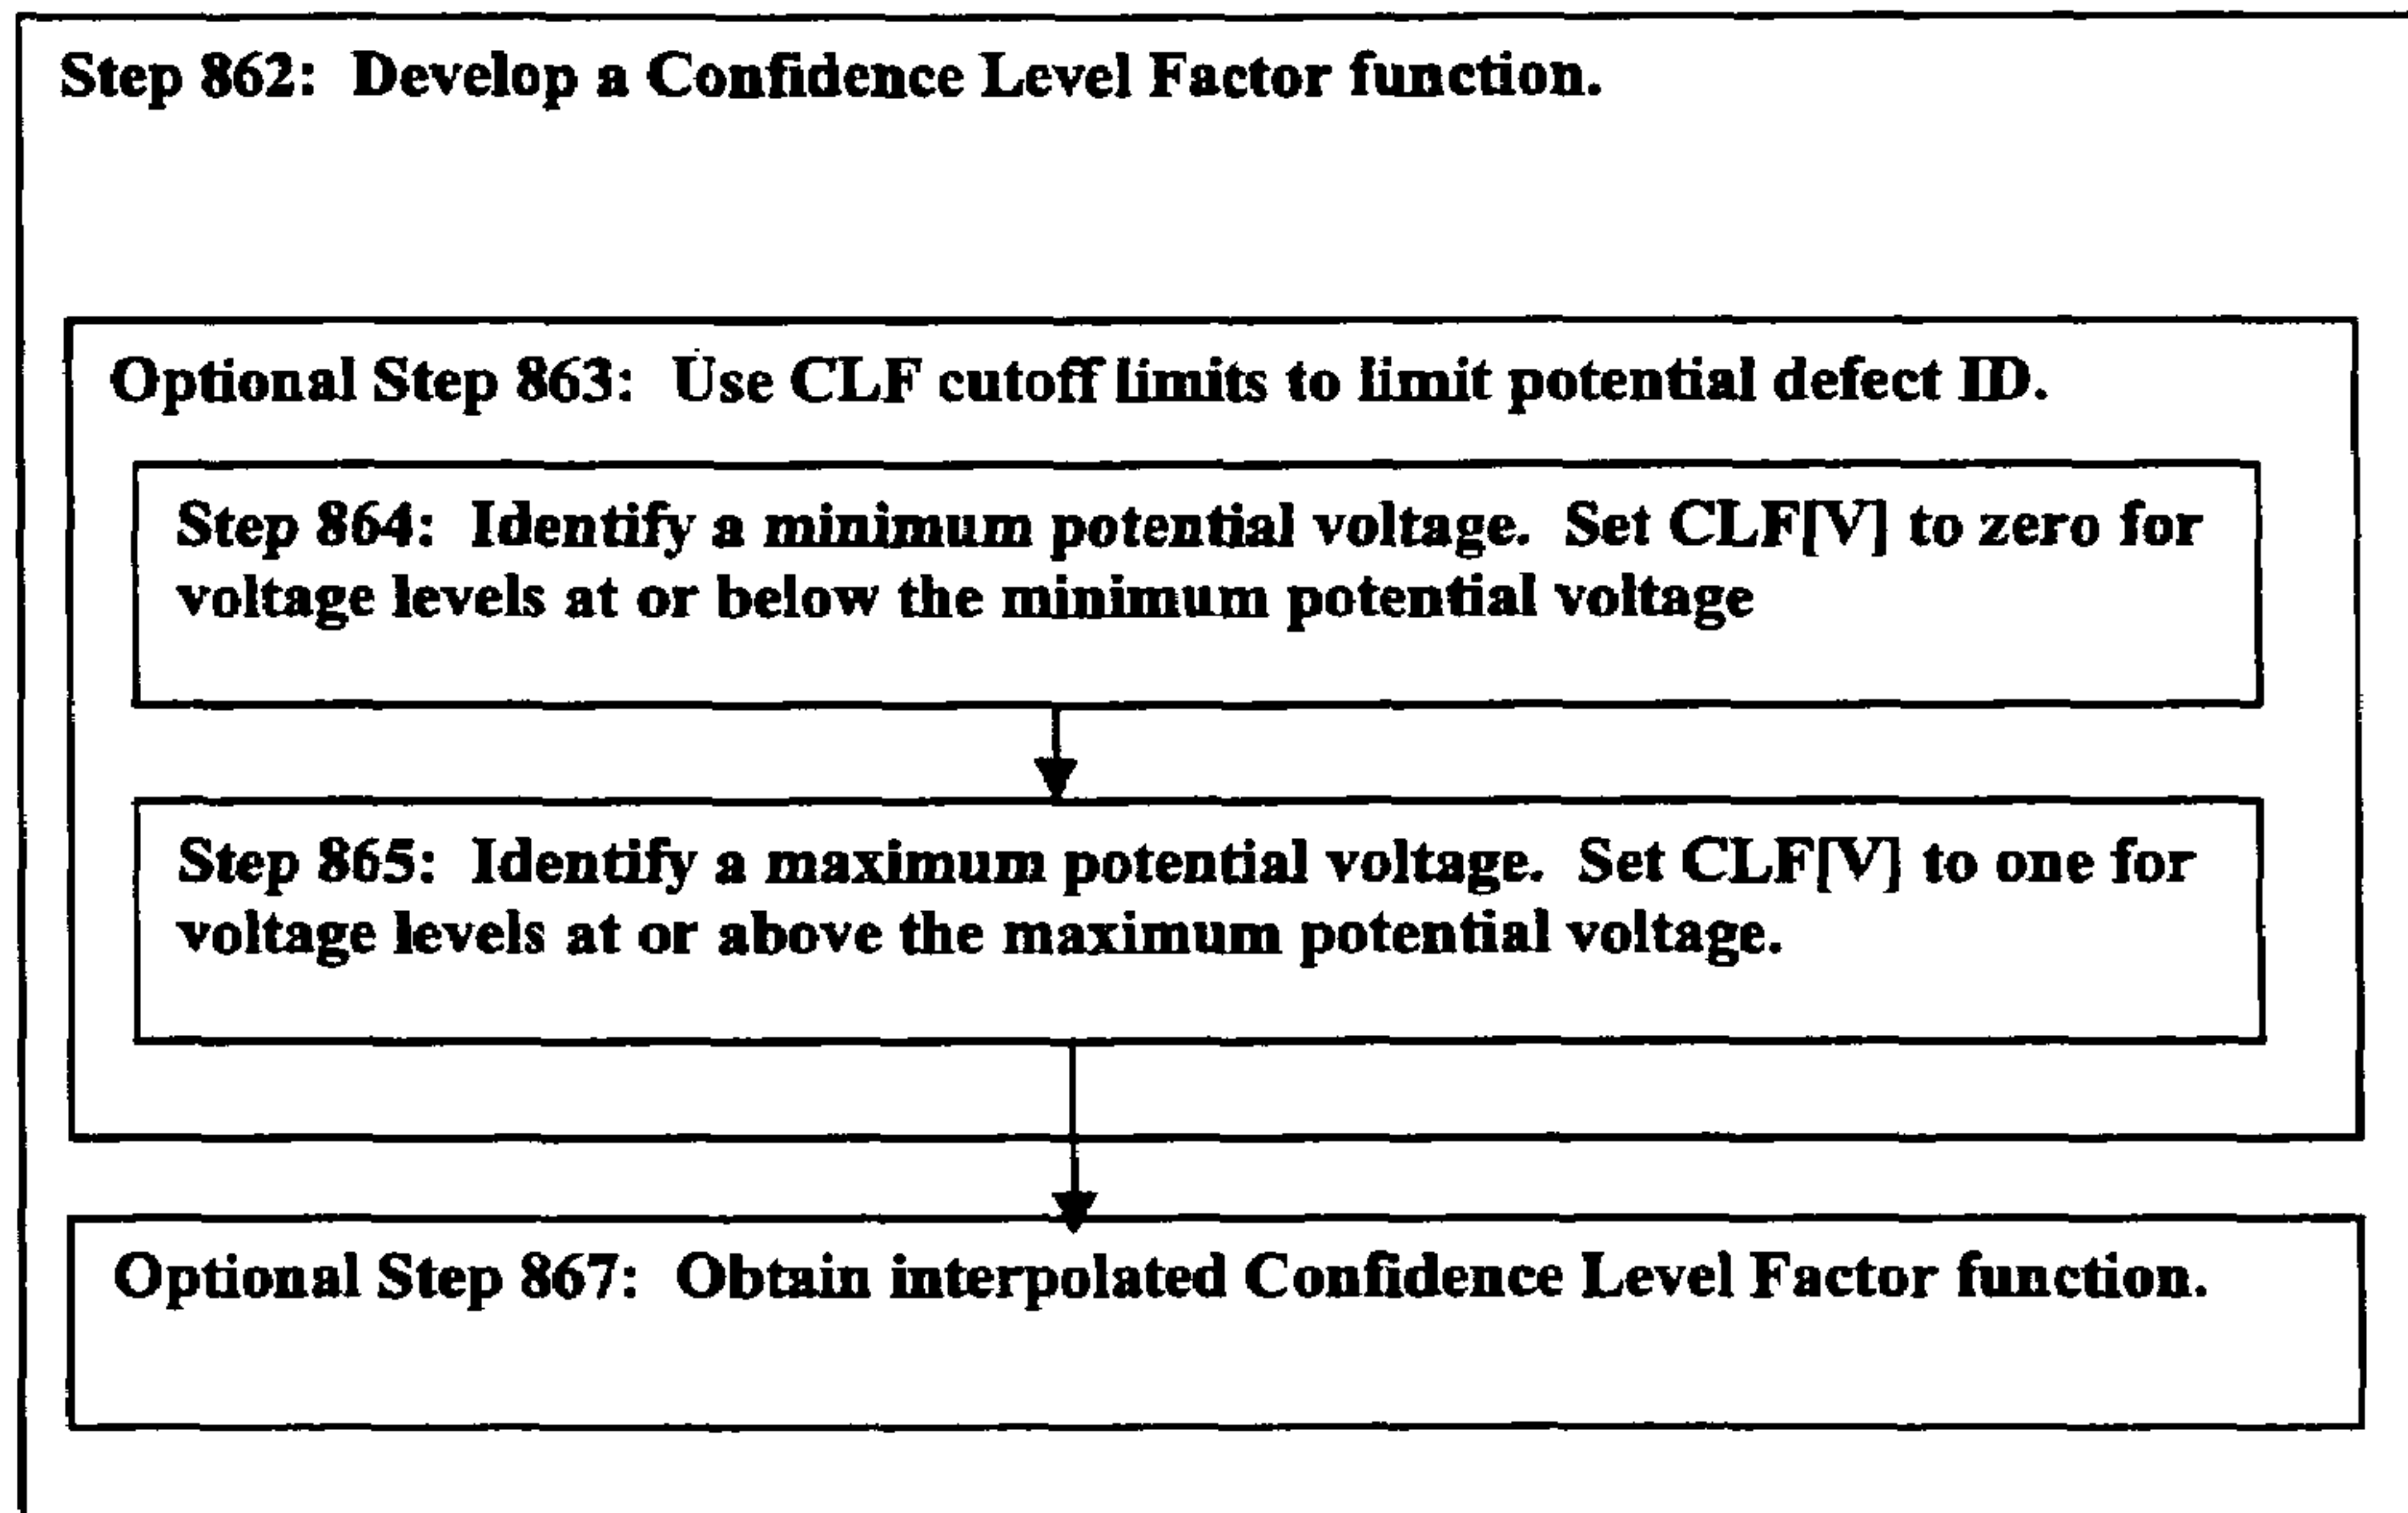 Step 862: Develop a Confidence Level Factor function.
Optional Step 863: Use CLF cutoff limits to limit potential defect ID.
Step 864: Identify a minimum potential voltage. Set CLF[V] to zero for
voltage levels at or below the minimum potential voltage
Step 865: Identify a maximum potential voltage. Set CLF[V] to one for
voltage levels at or above the maximum potential voltage.
Optional Step 867: Obtain interpolated Confidence Level Factor function.